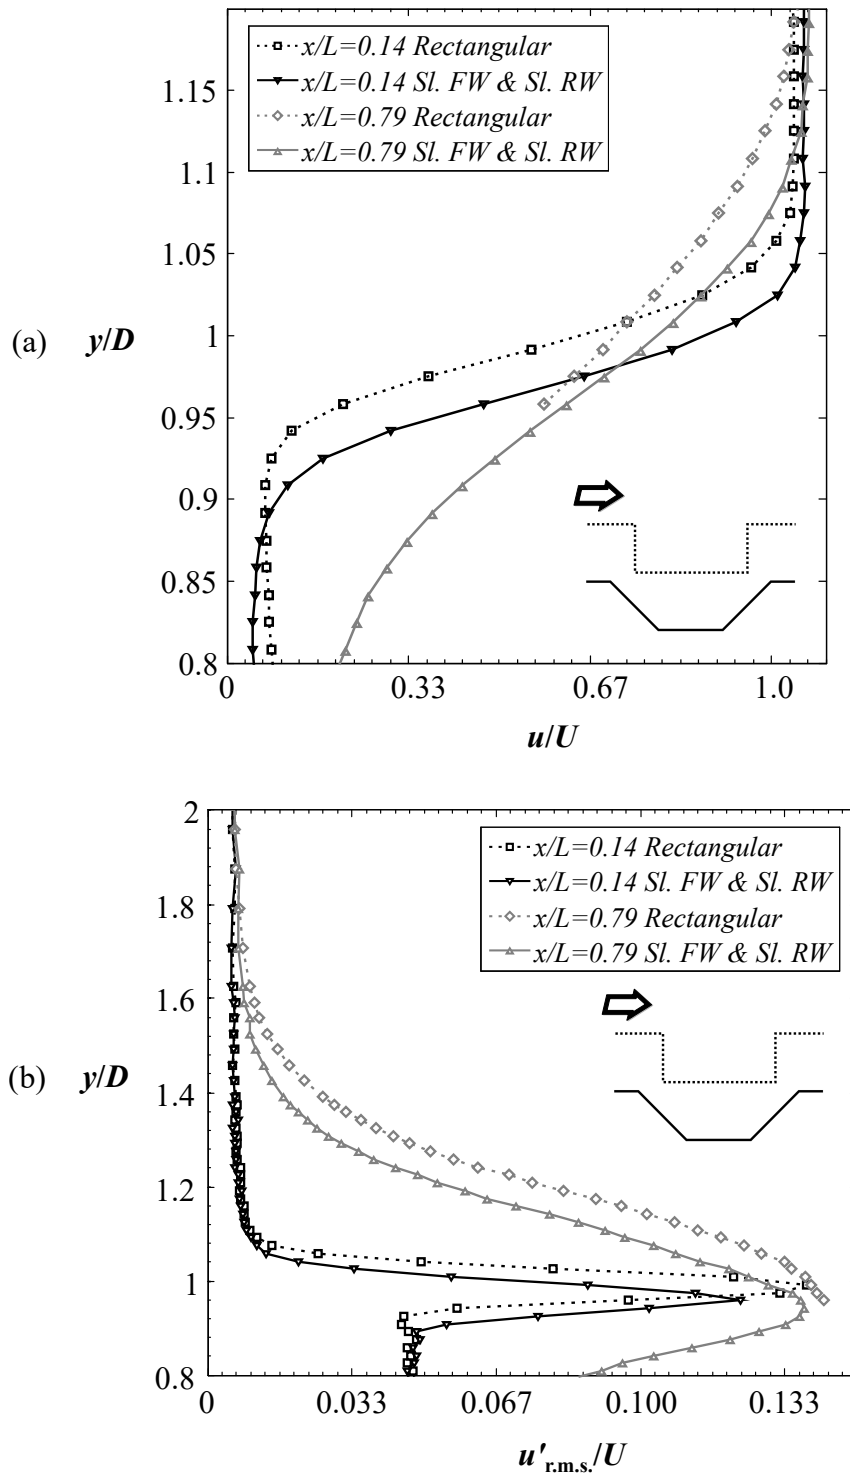 x/L=0.14 Rectangular
x/L=0.14 Sl. FW & Sl. RW
x/L=0.79 Rectangular
x/L=0.79 Sl. FW & Sl. RW
1.15
1.1
1.05
(a) y/D 1
0.95
0.9
0.85
0.8
0 0.33 0.67 1.0
u/U
2
x/L=0.14 Rectangular
x/L=0.14 Sl. FW & Sl. RW
x/L=0.79 Rectangular
x/L=0.79 Sl. FW & Sl. RW
1.8
1.6
(b) y/D 1.4
1.2
1
0.8
0 0.033 0.067 0.100 0.133
u'r.m.s./U